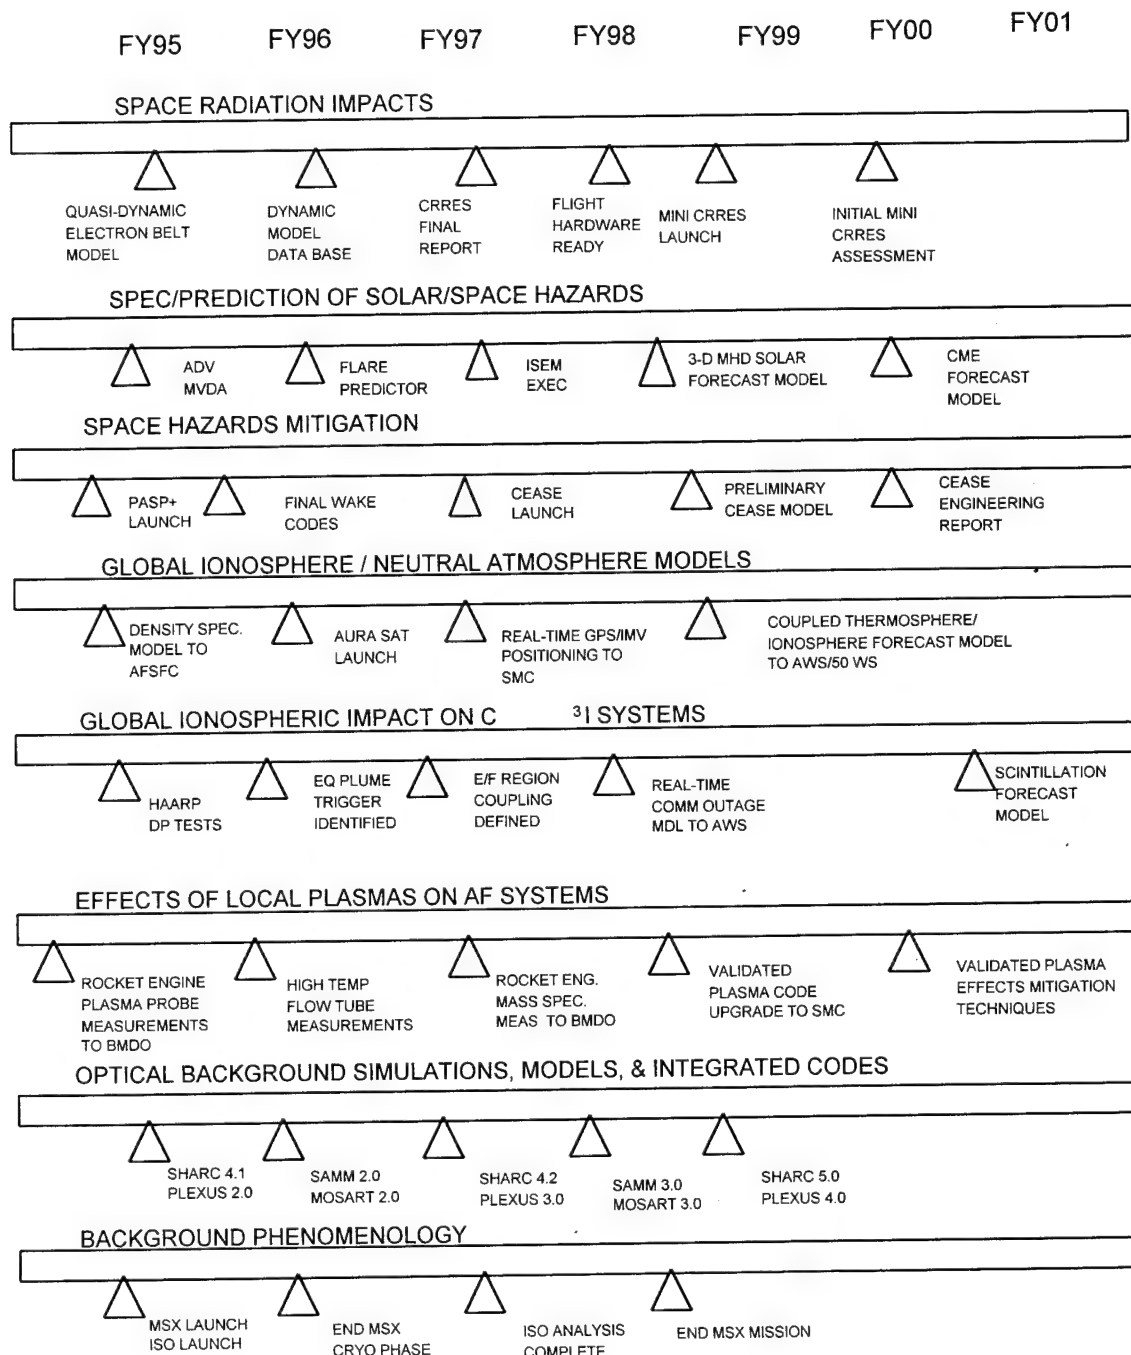 FY95 FY96 FY97 FY98 FY99 FY00 FY01
SPACE RADIATION IMPACTS
QUASI-DYNAMIC
ELECTRON BELT
MODEL
DYNAMIC
MODEL
DATA BASE
CRRES
FINAL
REPORT
FLIGHT
HARDWARE
READY
MINI CRRES
LAUNCH
INITIAL MINI
CRRES
ASSESSMENT
SPEC/PREDICTION OF SOLAR/SPACE HAZARDS
ADV
MVDA
FLARE
PREDICTOR
ISEM
EXEC
3-D MHD SOLAR
FORECAST MODEL
CME
FORECAST
MODEL
SPACE HAZARDS MITIGATION
PASP+
LAUNCH
FINAL WAKE
CODES
CEASE
LAUNCH
PRELIMINARY
CEASE MODEL
CEASE
ENGINEERING
REPORT
GLOBAL IONOSPHERE / NEUTRAL ATMOSPHERE MODELS
DENSITY SPEC.
MODEL TO
AFSFC
AURA SAT
LAUNCH
REAL-TIME GPS/IMV
POSITIONING TO
SMC
COUPLED THERMOSPHERE/
IONOSPHERE FORECAST MODEL
TO AWS/50 WS
GLOBAL IONOSPHERIC IMPACT ON C ³I SYSTEMS
HAARP
DP TESTS
EQ PLUME
TRIGGER
IDENTIFIED
E/F REGION
COUPLING
DEFINED
REAL-TIME
COMM OUTAGE
MDL TO AWS
SCINTILLATION
FORECAST
MODEL
EFFECTS OF LOCAL PLASMAS ON AF SYSTEMS
ROCKET ENGINE
PLASMA PROBE
MEASUREMENTS
TO BMDO
HIGH TEMP
FLOW TUBE
MEASUREMENTS
ROCKET ENG.
MASS SPEC.
MEAS TO BMDO
VALIDATED
PLASMA CODE
UPGRADE TO SMC
VALIDATED PLASMA
EFFECTS MITIGATION
TECHNIQUES
OPTICAL BACKGROUND SIMULATIONS, MODELS, & INTEGRATED CODES
SHARC 4.1
PLEXUS 2.0
SAMM 2.0
MOSART 2.0
SHARC 4.2
PLEXUS 3.0
SAMM 3.0
MOSART 3.0
SHARC 5.0
PLEXUS 4.0
BACKGROUND PHENOMENOLOGY
MSX LAUNCH
ISO LAUNCH
END MSX
CRYO PHASE
ISO ANALYSIS
COMPLETE
END MSX MISSION